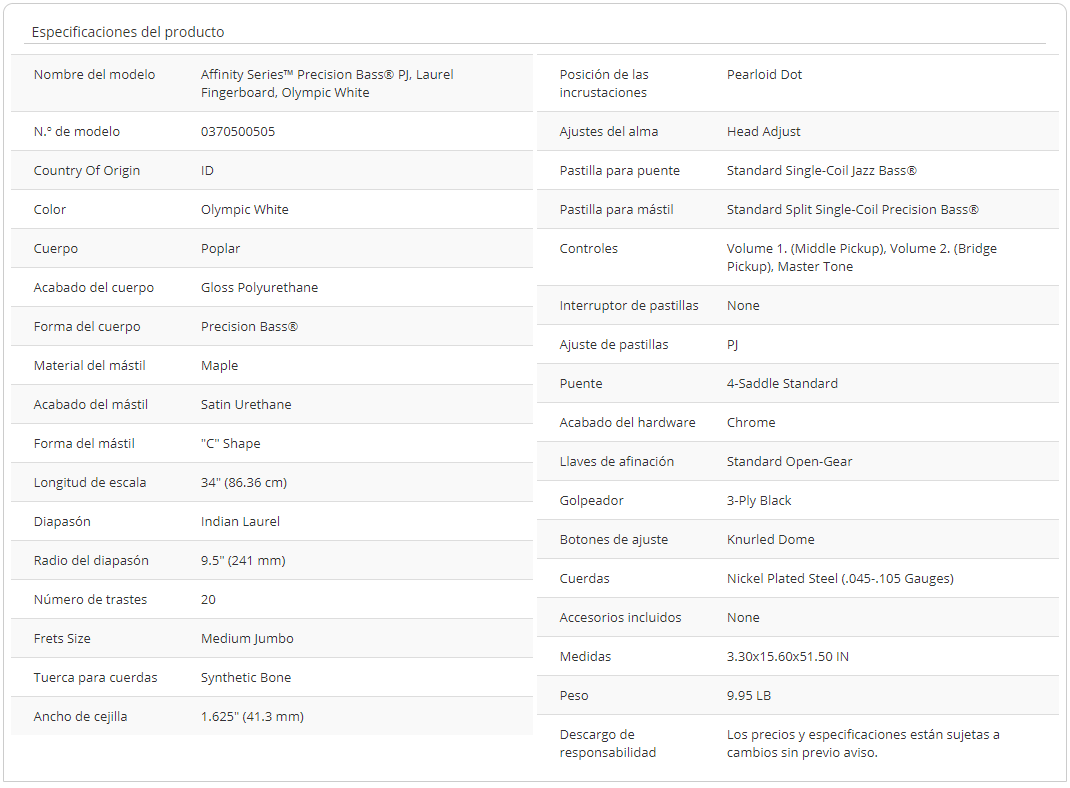 Especificaciones del producto
Nombre del modelo
Affinity Series™ Precision Bass® PJ, Laurel
Fingerboard, Olympic White
N.º de modelo
0370500505
Country Of Origin
ID
Color
Olympic White
Cuerpo
Poplar
Acabado del cuerpo
Gloss Polyurethane
Forma del cuerpo
Precision Bass®
Material del mástil
Maple
Acabado del mástil
Satin Urethane
Forma del mástil
"C" Shape
Longitud de escala
34" (86.36 cm)
Diapasón
Indian Laurel
Radio del diapasón
9.5" (241 mm)
Número de trastes
20
Frets Size
Medium Jumbo
Tuerca para cuerdas
Synthetic Bone
Ancho de cejilla
1.625" (41.3 mm)
Posición de las
incrustaciones
Pearloid Dot
Ajustes del alma
Head Adjust
Pastilla para puente
Standard Single-Coil Jazz Bass®
Pastilla para mástil
Standard Split Single-Coil Precision Bass®
Controles
Volume 1. (Middle Pickup), Volume 2. (Bridge
Pickup), Master Tone
Interruptor de pastillas
None
Ajuste de pastillas
PJ
Puente
4-Saddle Standard
Acabado del hardware
Chrome
Llaves de afinación
Standard Open-Gear
Golpeador
3-Ply Black
Botones de ajuste
Knurled Dome
Cuerdas
Nickel Plated Steel (.045-.105 Gauges)
Accesorios incluidos
None
Medidas
3.30x15.60x51.50 IN
Peso
9.95 LB
Descargo de
responsabilidad
Los precios y especificaciones están sujetas a
cambios sin previo aviso.